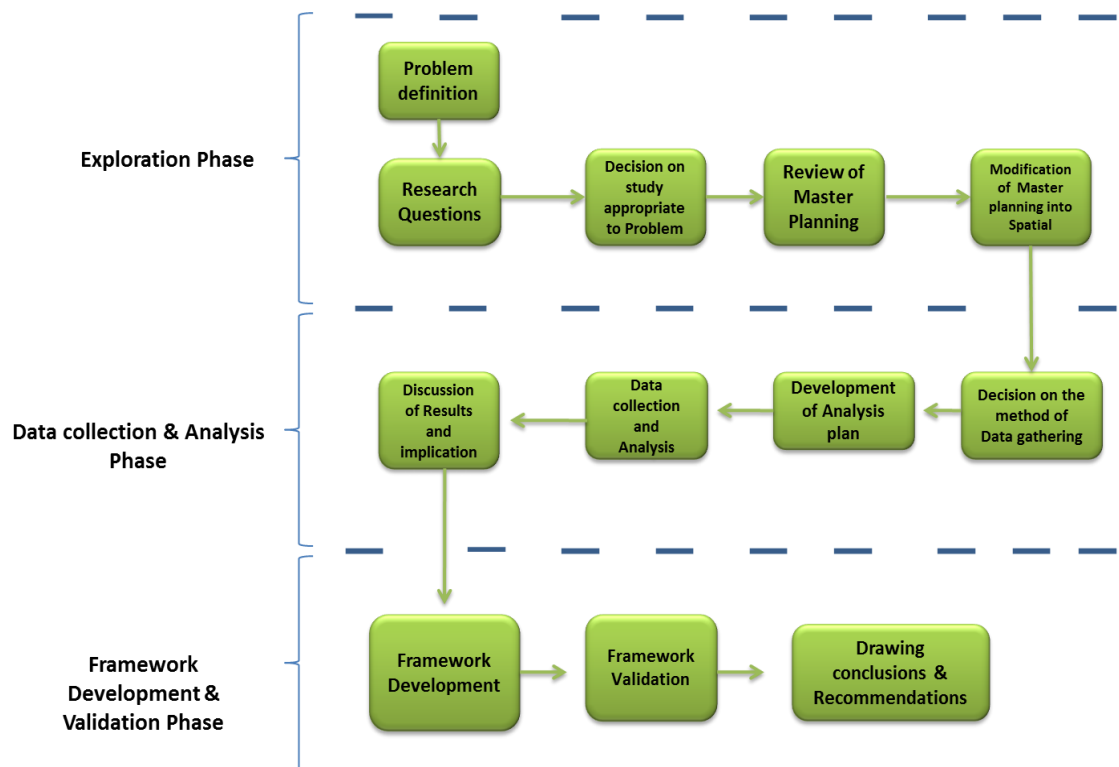 Exploration Phase
Problem
definition
Research
Questions
Decision on
study
appropriate
to Problem
Review of
Master
Planning
Modification
of Master
planning into
Spatial
Data collection & Analysis
Phase
Decision on the
method of
Data gathering
Development
of Analysis
plan
Data
collection
and
Analysis
Discussion
of Results
and
implication
Framework
Development &
Validation Phase
Framework
Development
Framework
Validation
Drawing
conclusions &
Recommendations